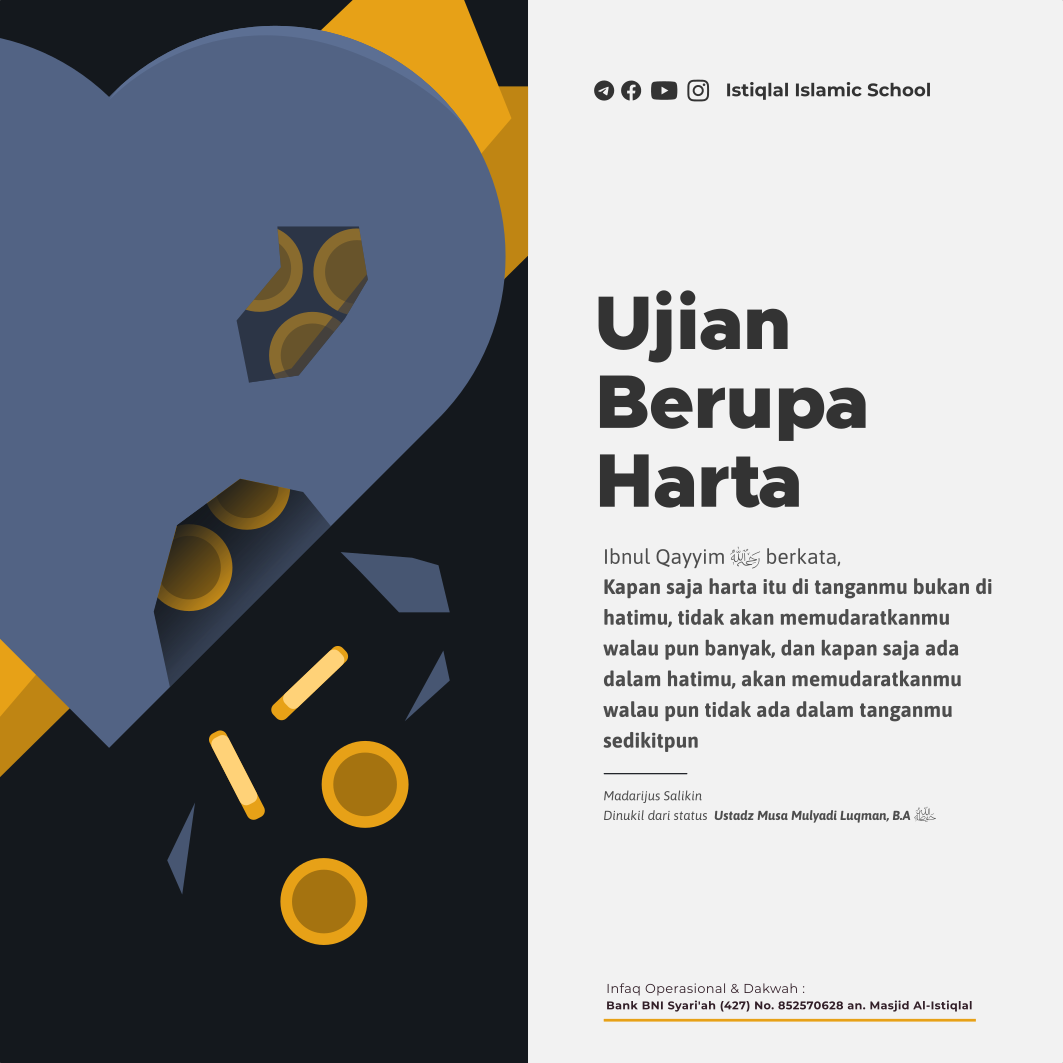 Istiqlal Islamic School
Ujian
Berupa
Harta
Ibnul Qayyim رحمه الله berkata,
Kapan saja harta itu di tanganmu bukan di
hatimu, tidak akan memudaratkanmu
walau pun banyak, dan kapan saja ada
dalam hatimu, akan memudaratkanmu
walau pun tidak ada dalam tanganmu
sedikitpun
Madarijus Salikin
Dinukil dari status Ustadz Musa Mulyadi Luqman, B.A
Infaq Operasional & Dakwah :
Bank BNI Syari'ah (427) No. 852570628 an. Masjid Al-Istiqlal